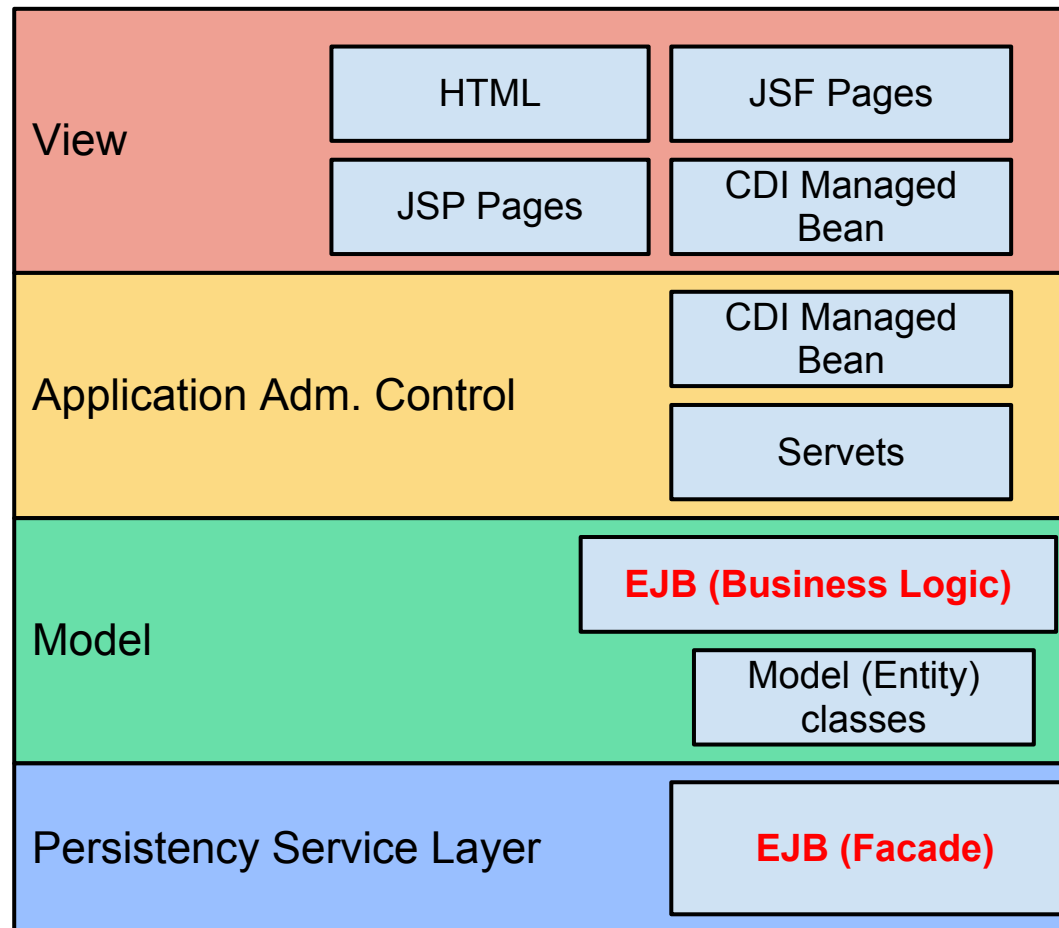 View
HTML
JSF Pages
JSP Pages
CDI Managed
Bean
Application Adm. Control
CDI Managed
Bean
Servets
Model
EJB (Business Logic)
Model (Entity)
classes
Persistency Service Layer
EJB (Facade)